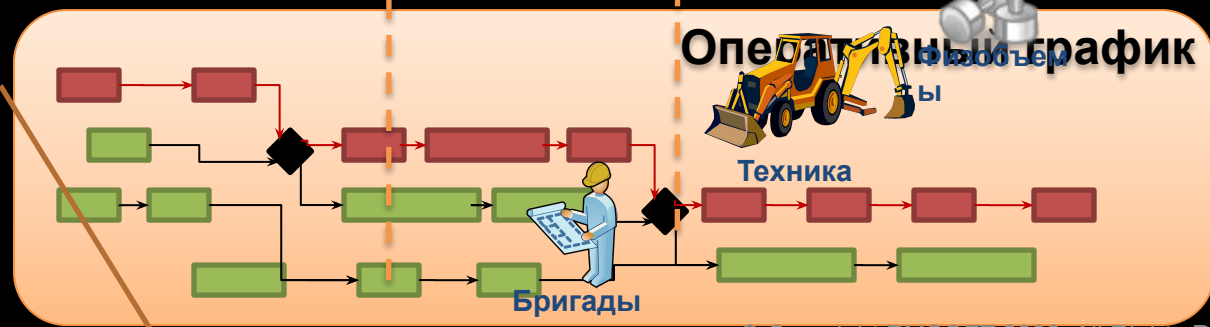 Оперативный график
Физобъем
ы
Техника
Бригады